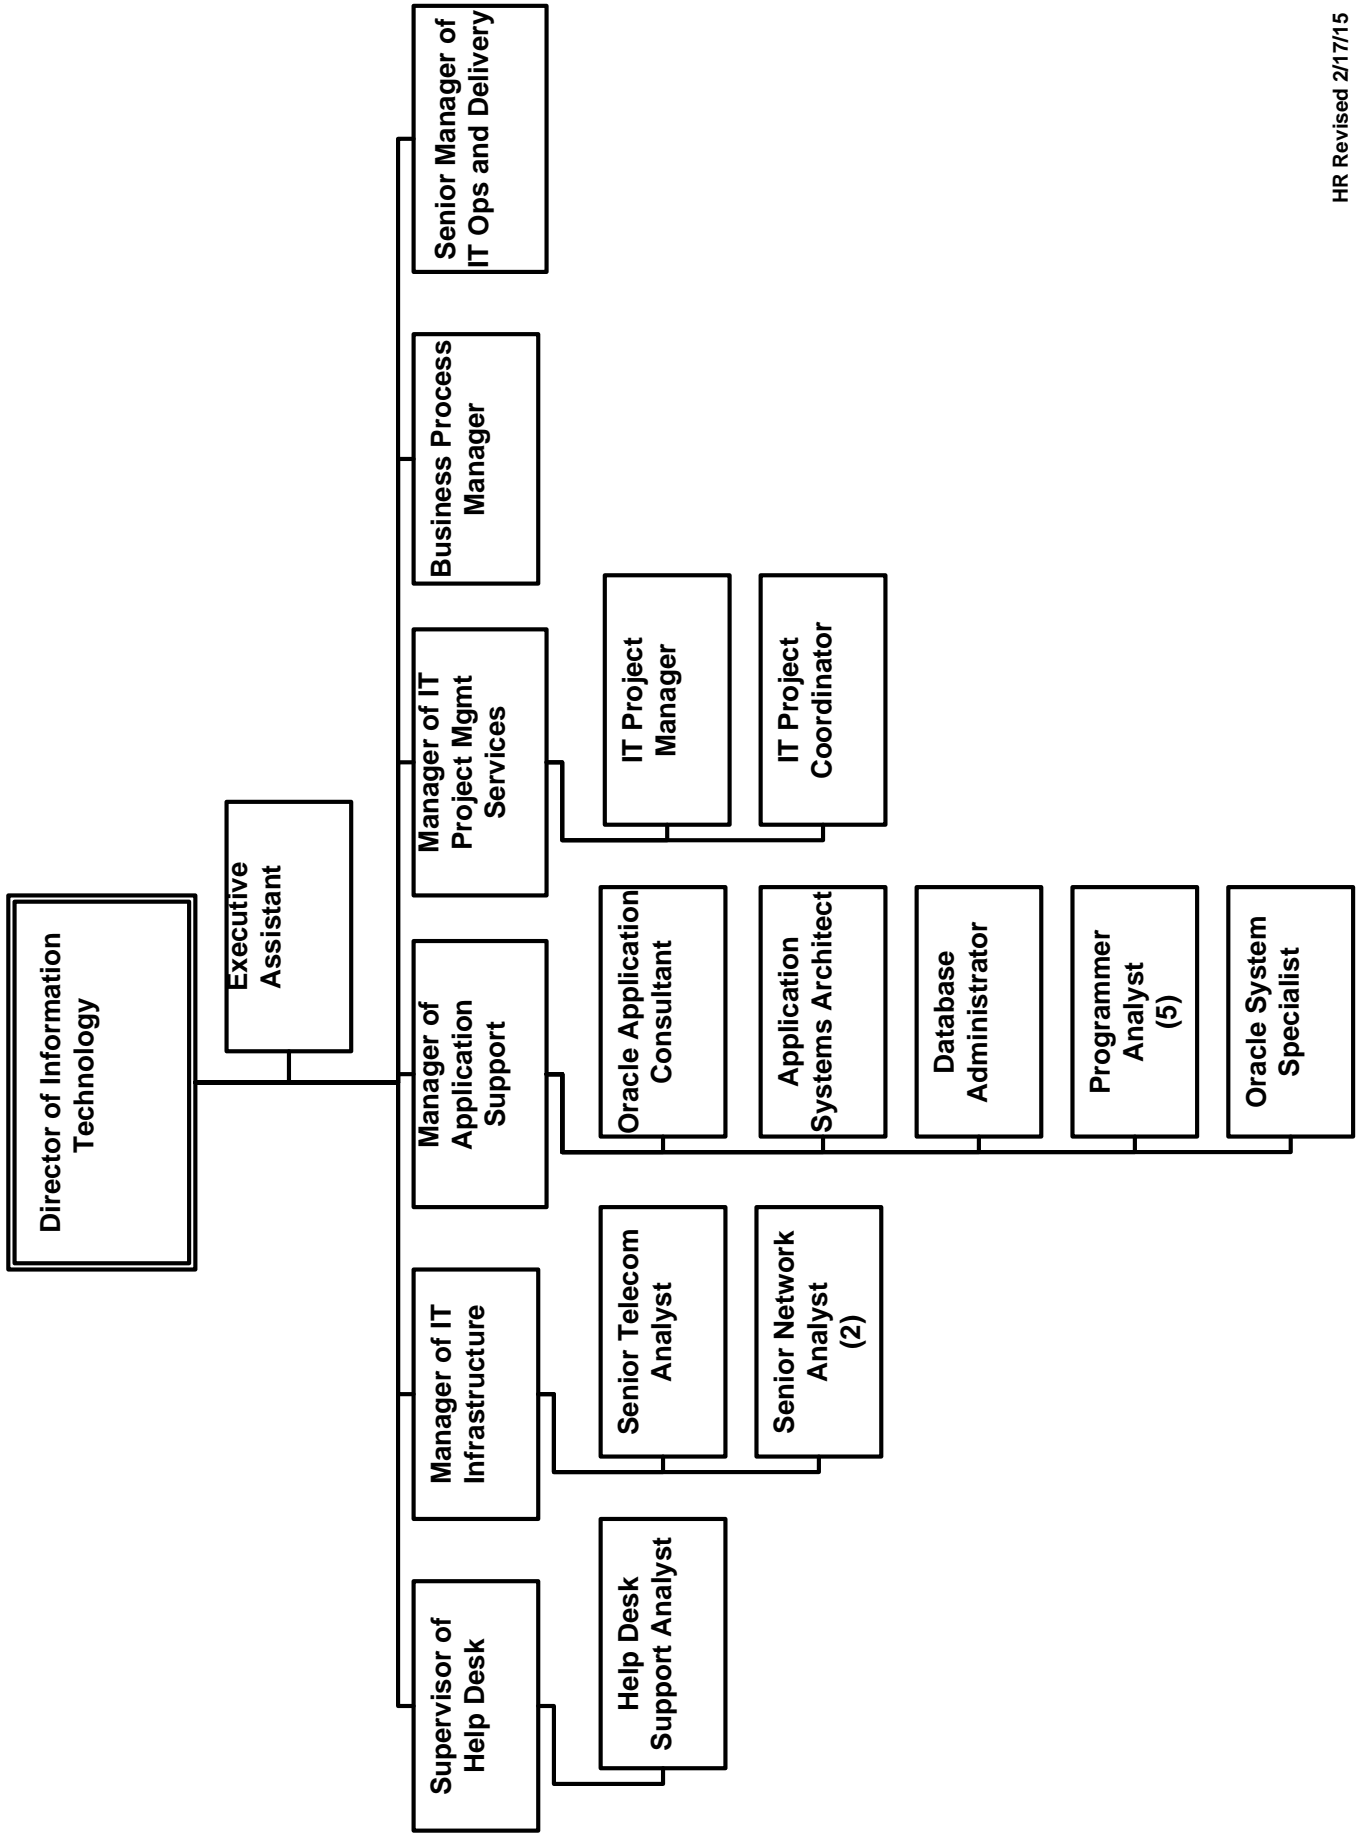 Director of Information
Technology
Executive
Assistant
Supervisor of
Help Desk
Manager of IT
Infrastructure
Manager of
Application
Support
Manager of IT
Project Mgmt
Services
Business Process
Manager
Senior Manager of
IT Ops and Delivery
Help Desk
Support Analyst
Senior Telecom
Analyst
Senior Network
Analyst
(2)
Oracle Application
Consultant
Application
Systems Architect
Database
Administrator
Programmer
Analyst
(5)
Oracle System
Specialist
IT Project
Manager
IT Project
Coordinator
HR Revised 2/17/15